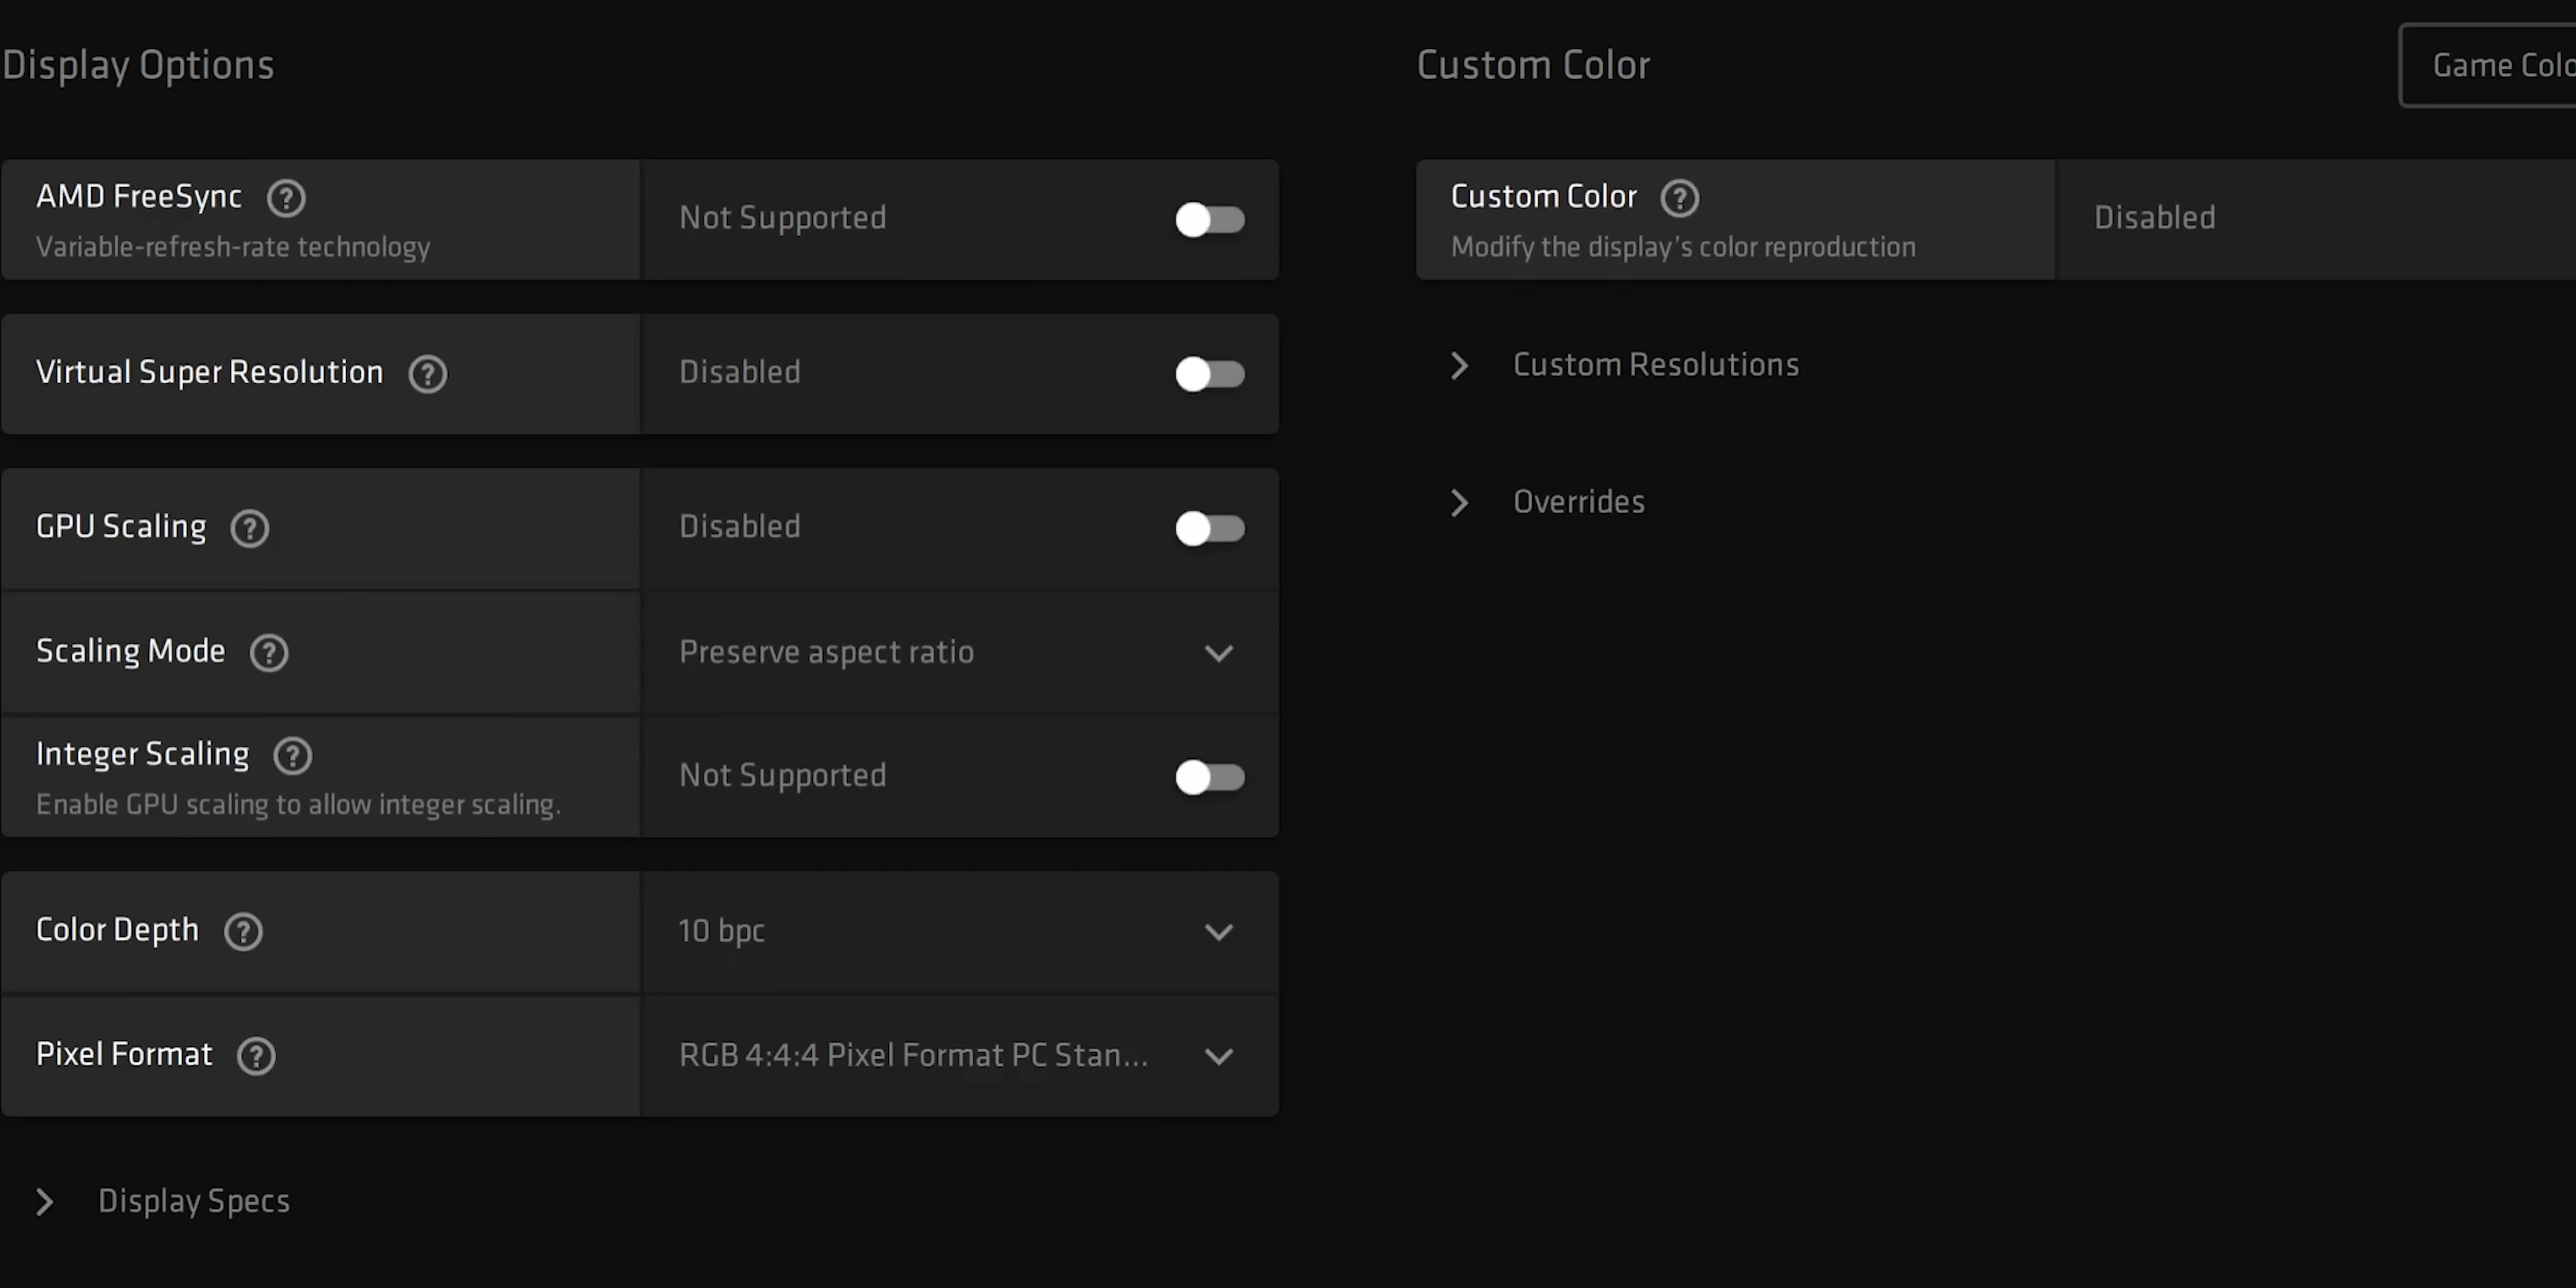 Display Options
AMD FreeSync
Variable-refresh-rate technology
Not Supported
Virtual Super Resolution
Disabled
GPU Scaling
Disabled
Scaling Mode
Preserve aspect ratio
Integer Scaling
Enable GPU scaling to allow integer scaling.
Not Supported
Color Depth
10 bpc
Pixel Format
RGB 4:4:4 Pixel Format PC Stan...
Display Specs
Custom Color
Game Colo
Custom Color
Modify the display's color reproduction
Disabled
Custom Resolutions
Overrides